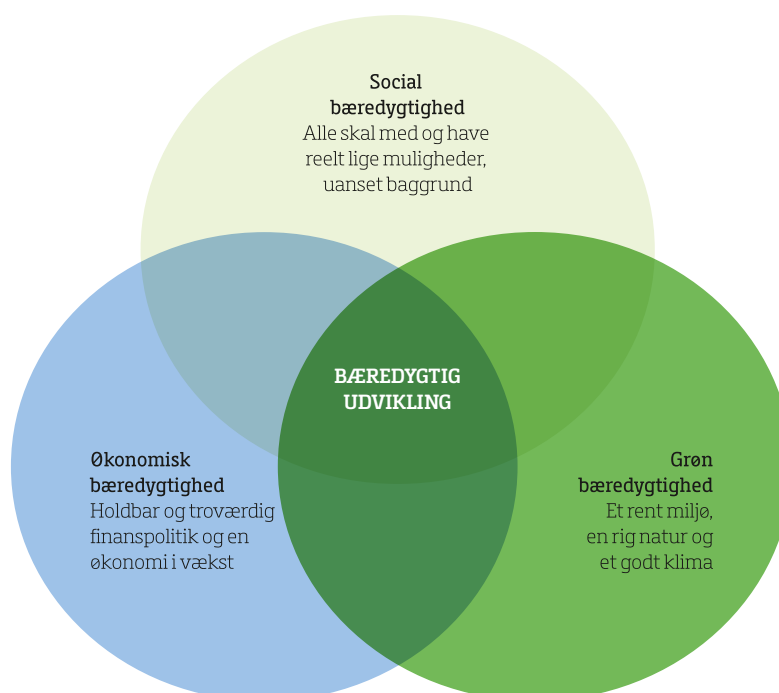 Social
bæredygtighed
Alle skal med og have
reelt lige muligheder,
uanset baggrund
BÆREDYGTIG
UDVIKLING
Økonomisk
bæredygtighed
Holdbar og troværdig
finanspolitik og en
økonomi i vækst
Grøn
bæredygtighed
Et rent miljø,
en rig natur og
et godt klima